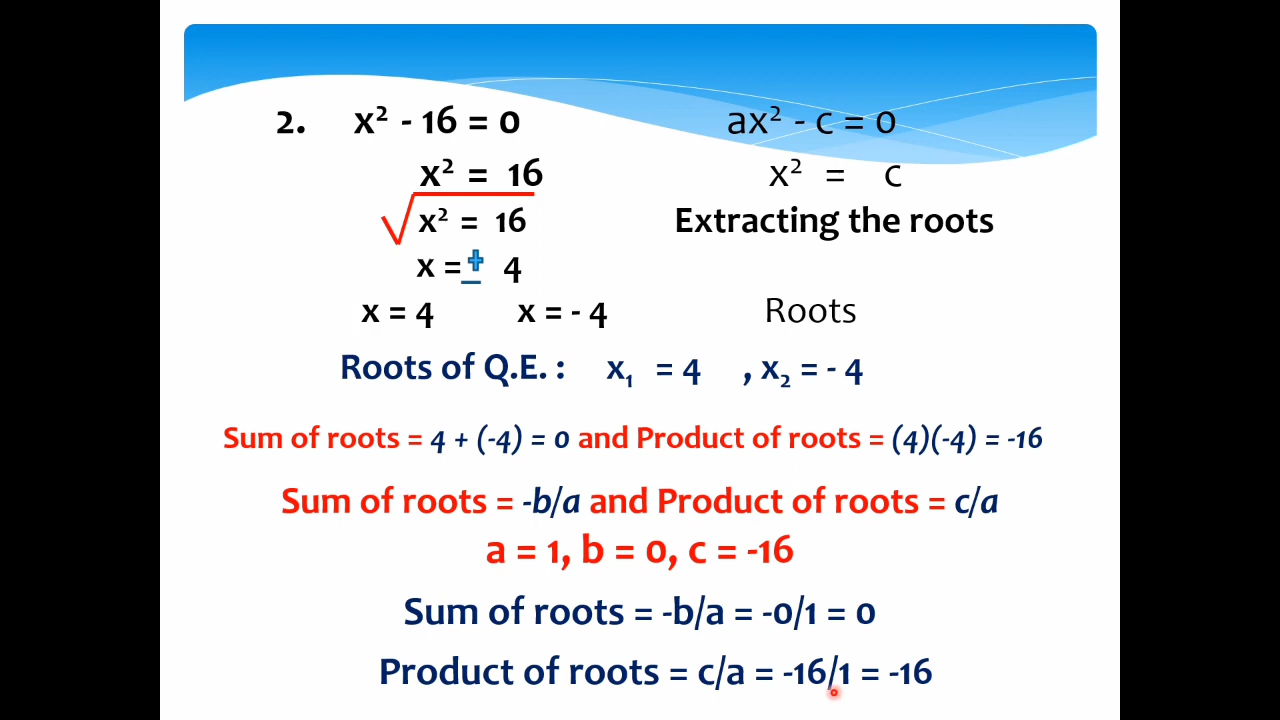 2. x² - 16 = 0 ax² - c = 0
x² = 16 x² = c
√x² = 16 Extracting the roots
x = ± 4
x = 4 x = - 4 Roots
Roots of Q.E. : x₁ = 4 , x₂ = - 4
Sum of roots = 4 + (-4) = 0 and Product of roots = (4)(-4) = -16
Sum of roots = -b/a and Product of roots = c/a
a = 1, b = 0, c = -16
Sum of roots = -b/a = -0/1 = 0
Product of roots = c/a = -16/1 = -16